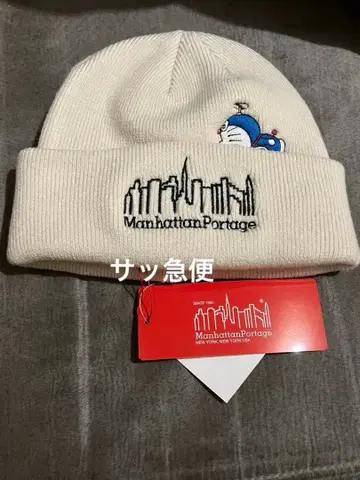 ManhattanPortage
サッ急便
SINCE 1983
ManhattanPortage
NEW YORK, NEW YORK USA